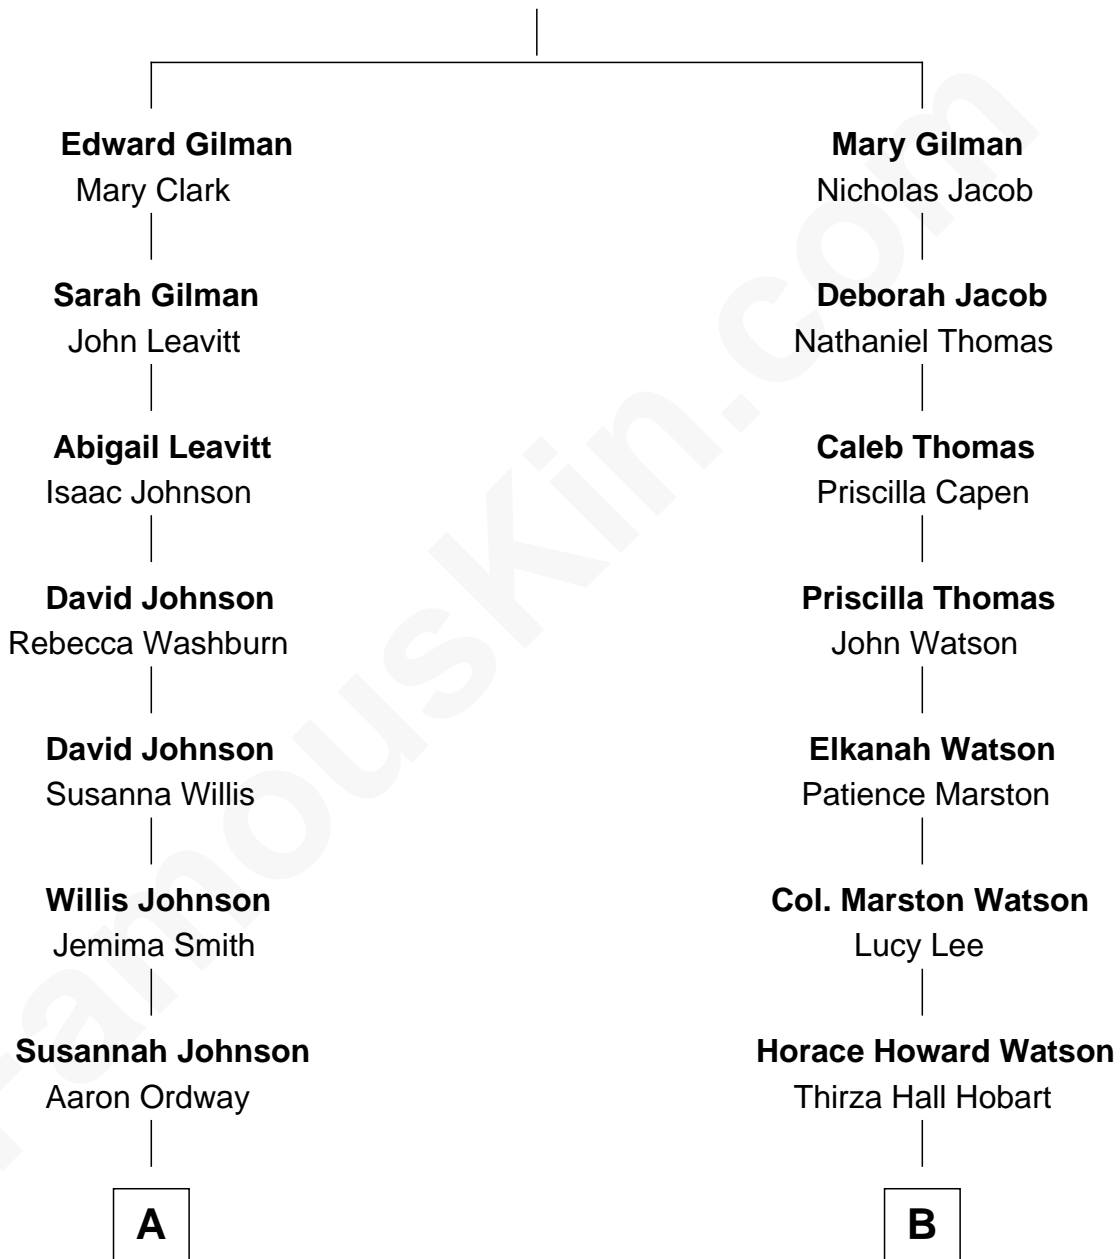 Edward Gilman
Mary Clark
Sarah Gilman
John Leavitt
Abigail Leavitt
Isaac Johnson
David Johnson
Rebecca Washburn
David Johnson
Susanna Willis
Willis Johnson
Jemima Smith
Susannah Johnson
Aaron Ordway
A
Mary Gilman
Nicholas Jacob
Deborah Jacob
Nathaniel Thomas
Caleb Thomas
Priscilla Capen
Priscilla Thomas
John Watson
Elkanah Watson
Patience Marston
Col. Marston Watson
Lucy Lee
Horace Howard Watson
Thirza Hall Hobart
B
FamousKin.com